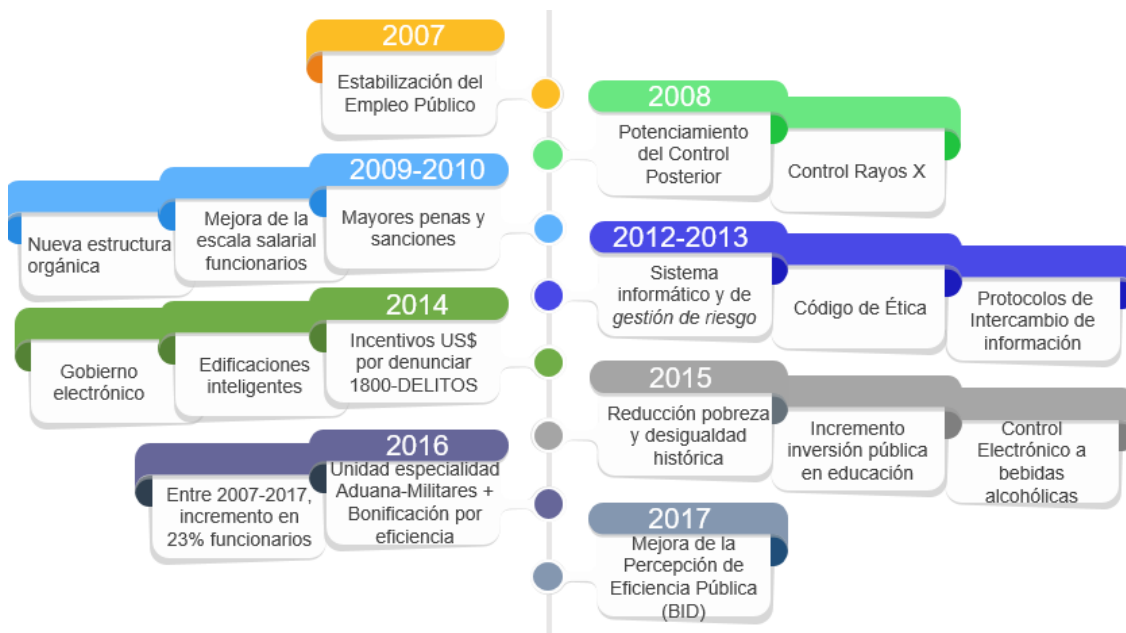 2007
Estabilización del
Empleo Público
2008
Potenciamiento
del Control
Posterior
Control Rayos X
2009-2010
Mayores penas y
sanciones
Mejora de la
escala salarial
funcionarios
Nueva estructura
orgánica
2012-2013
Sistema
informático y de
gestión de riesgo
Código de Ética
Protocolos de
Intercambio de
información
2014
Incentivos US$
por denunciar
1800-DELITOS
Edificaciones
inteligentes
Gobierno
electrónico
2015
Reducción pobreza
y desigualdad
histórica
Incremento
inversión pública
en educación
Control
Electrónico a
bebidas
alcohólicas
2016
Unidad especialidad
Aduana-Militares +
Bonificación por
eficiencia
Entre 2007-2017,
incremento en
23% funcionarios
2017
Mejora de la
Percepción de
Eficiencia Pública
(BID)